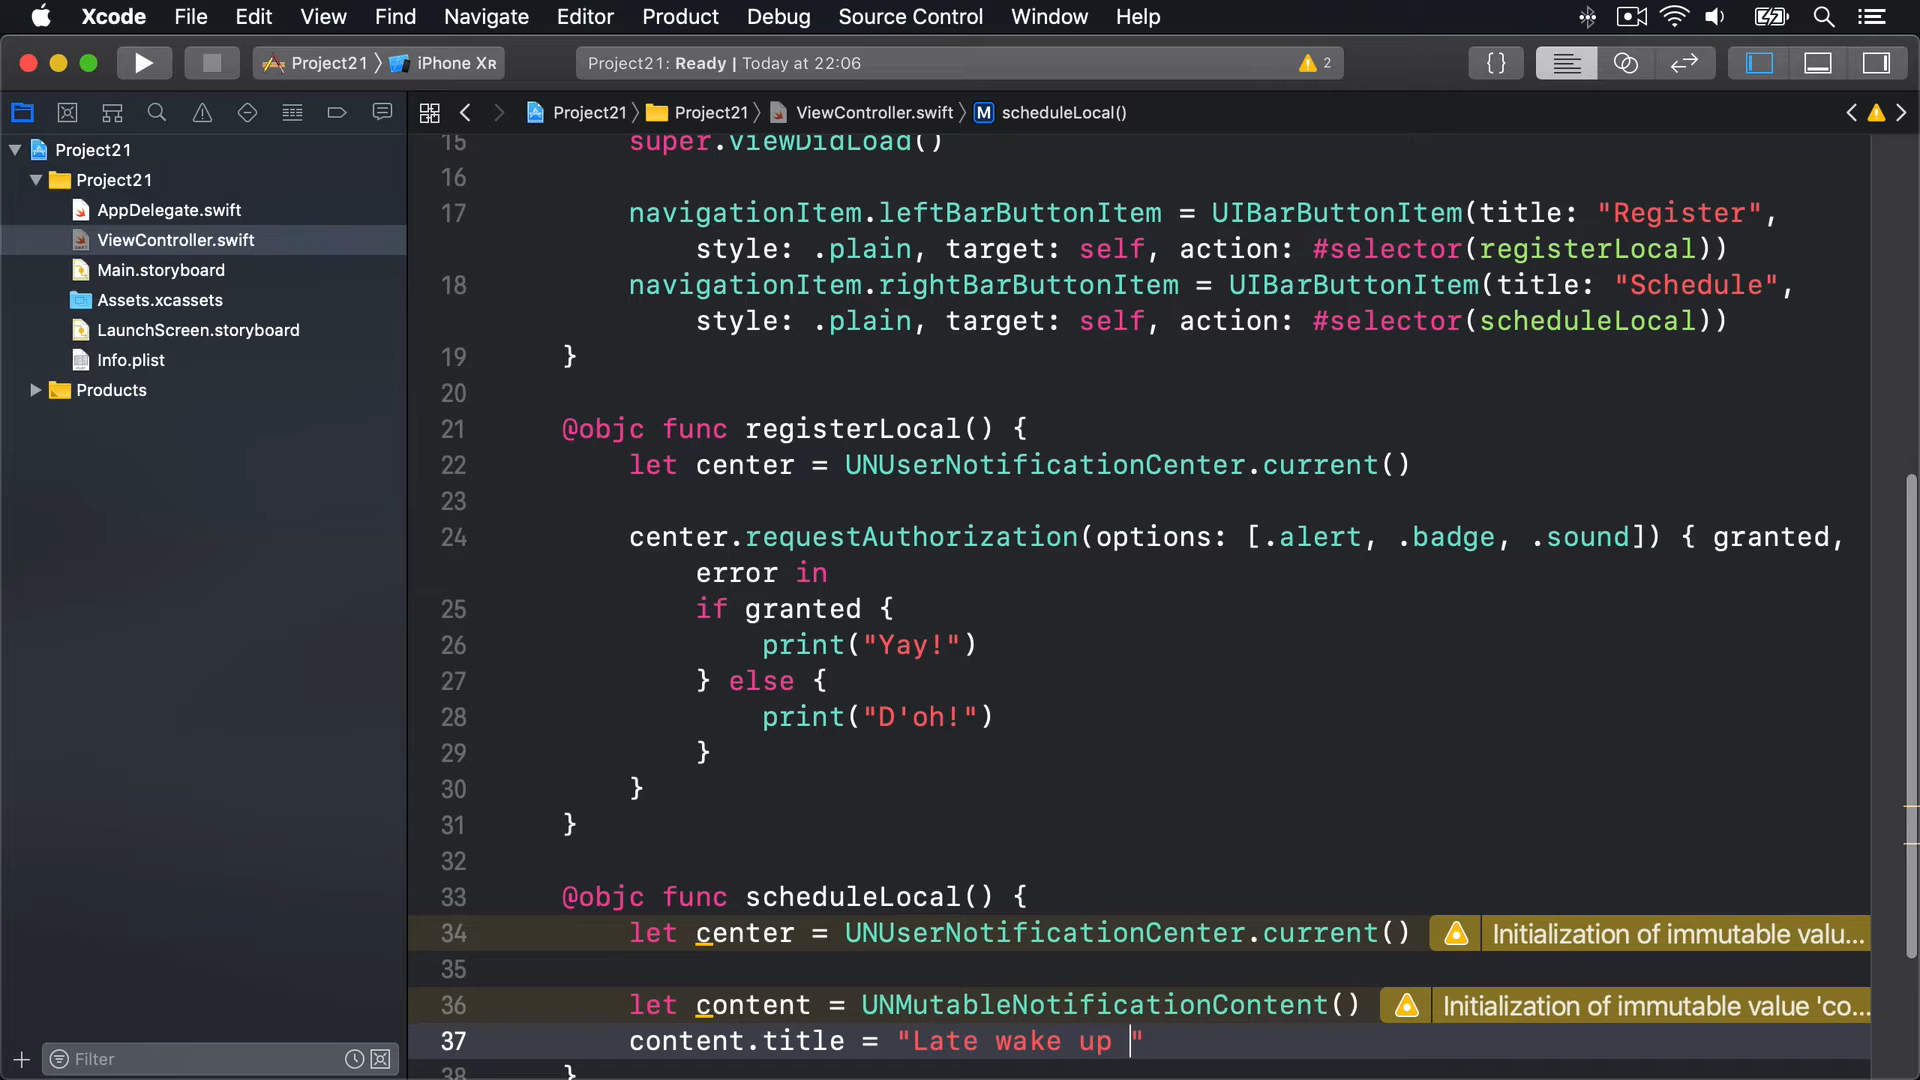 Xcode File Edit View Find Navigate Editor Product Debug Source Control Window Help
Project21 iPhone XR Project21: Ready | Today at 22:06 2 {}
Project21 Project21 ViewController.swift M scheduleLocal()
Project21
Project21
AppDelegate.swift
ViewController.swift
Main.storyboard
Assets.xcassets
LaunchScreen.storyboard
Info.plist
Products
Filter
15 super.viewDidLoad()
16
17 navigationItem.leftBarButtonItem = UIBarButtonItem(title: "Register",
style: .plain, target: self, action: #selector(registerLocal))
18 navigationItem.rightBarButtonItem = UIBarButtonItem(title: "Schedule",
style: .plain, target: self, action: #selector(scheduleLocal))
19 }
20
21 @objc func registerLocal() {
22 let center = UNUserNotificationCenter.current()
23
24 center.requestAuthorization(options: [.alert, .badge, .sound]) { granted,
error in
25 if granted {
26 print("Yay!")
27 } else {
28 print("D'oh!")
29 }
30 }
31 }
32
33 @objc func scheduleLocal() {
34 let center = UNUserNotificationCenter.current() Initialization of immutable valu...
35
36 let content = UNMutableNotificationContent() Initialization of immutable value 'co...
37 content.title = "Late wake up "
38 }